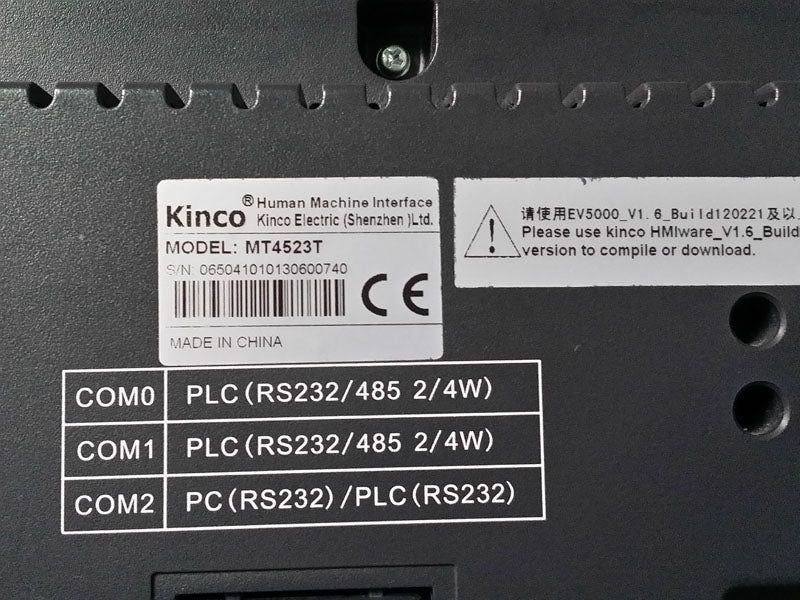 Kinco® Human Machine Interface
Kinco Electric (Shenzhen )Ltd.
MODEL: MT4523T
S/N: 065041010130600740
CE
MADE IN CHINA
请使用EV5000_V1.6_Build120221及以
Please use kinco HMIware_V1.6_Build
version to compile or download.
COM0 PLC(RS232/485 2/4W)
COM1 PLC(RS232/485 2/4W)
COM2 PC(RS232)/PLC(RS232)